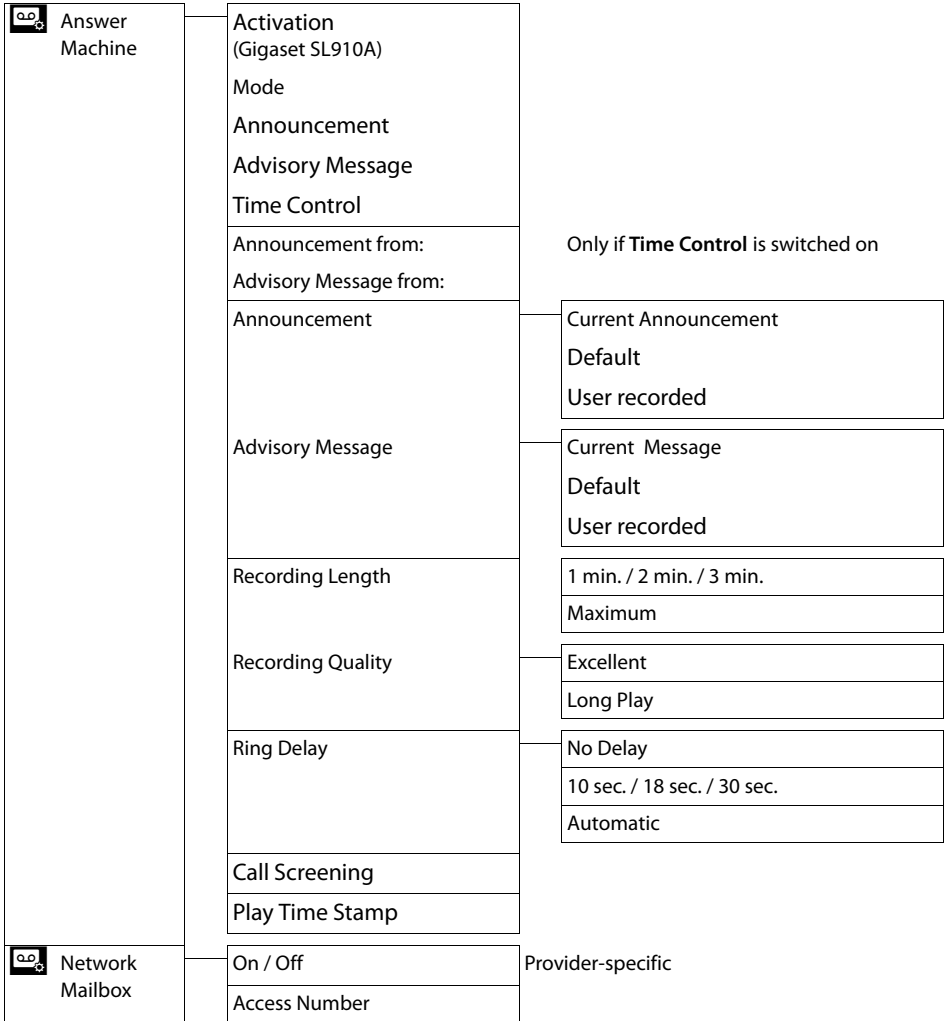 Answer
Machine
Activation
(Gigaset SL910A)
Mode
Announcement
Advisory Message
Time Control
Announcement from:
Only if Time Control is switched on
Advisory Message from:
Announcement
Current Announcement
Default
User recorded
Advisory Message
Current Message
Default
User recorded
Recording Length
1 min. / 2 min. / 3 min.
Maximum
Recording Quality
Excellent
Long Play
Ring Delay
No Delay
10 sec. / 18 sec. / 30 sec.
Automatic
Call Screening
Play Time Stamp
Network
Mailbox
On / Off
Provider-specific
Access Number